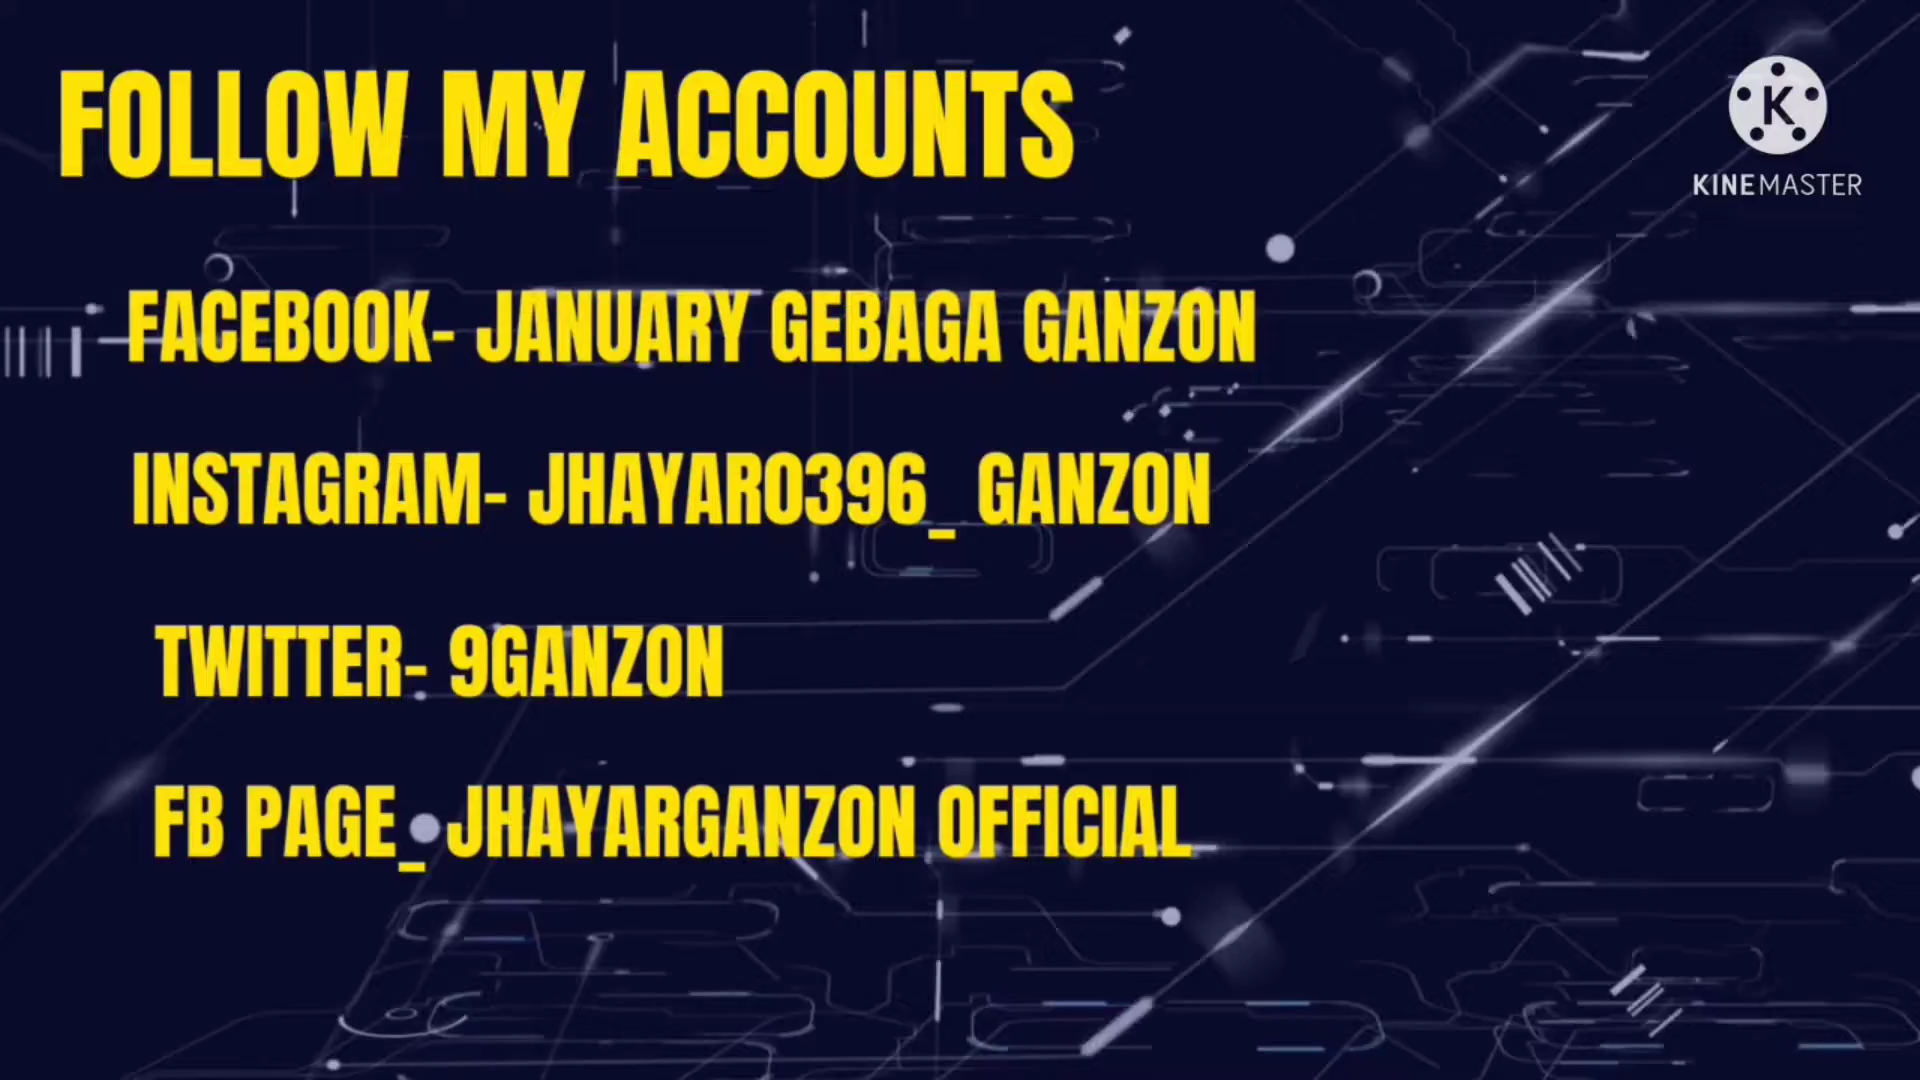 FOLLOW MY ACCOUNTS
K
KINEMASTER
FACEBOOK- JANUARY GEBAGA GANZON
INSTAGRAM- JHAYAR0396_ GANZON
TWITTER- 9GANZON
FB PAGE_ JHAYARGANZON OFFICIAL